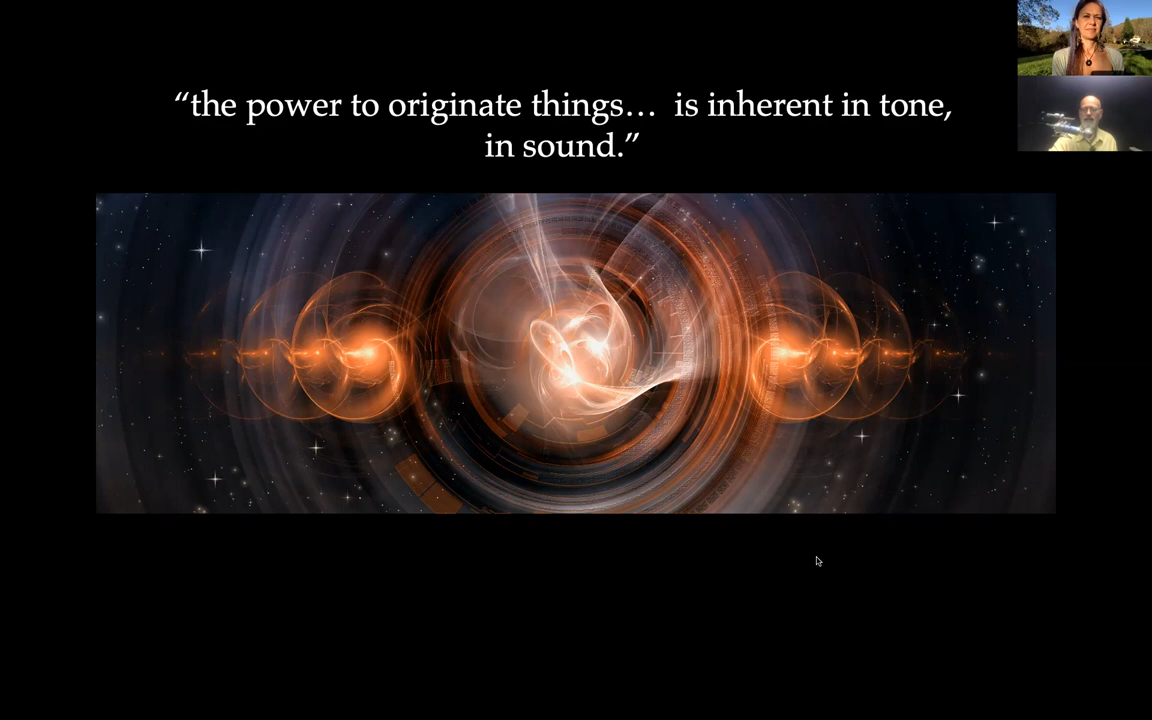 “the power to originate things… is inherent in tone,
in sound.”